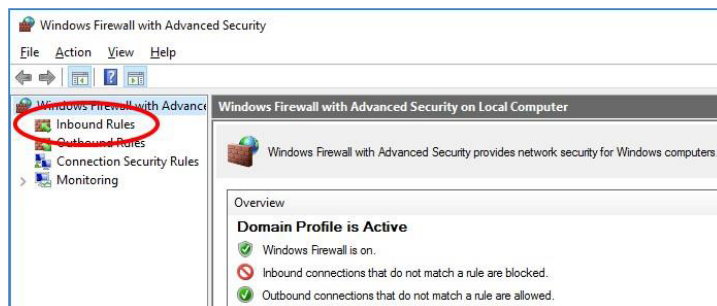 Windows Firewall with Advanced Security
File Action View Help
Windows Firewall with Advance
Inbound Rules
Outbound Rules
Connection Security Rules
Monitoring
Windows Firewall with Advanced Security on Local Computer
Windows Firewall with Advanced Security provides network security for Windows computers.
Overview
Domain Profile is Active
Windows Firewall is on.
Inbound connections that do not match a rule are blocked.
Outbound connections that do not match a rule are allowed.